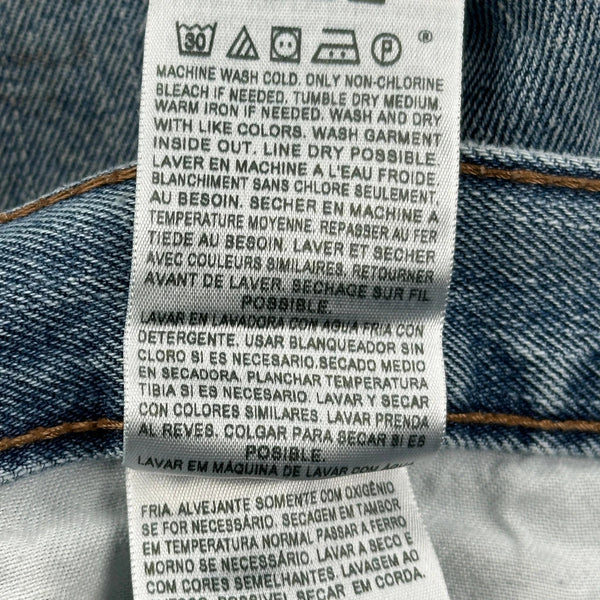 30 P ®
MACHINE WASH COLD. ONLY NON-CHLORINE
BLEACH IF NEEDED. TUMBLE DRY MEDIUM.
WARM IRON IF NEEDED. WASH AND DRY
WITH LIKE COLORS. WASH GARMENT
INSIDE OUT. LINE DRY POSSIBLE.
LAVER EN MACHINE A L'EAU FROIDE
BLANCHIMENT SANS CHLORE SEULEMENT,
AU BESOIN. SECHER EN MACHINE A
TEMPERATURE MOYENNE. REPASSER AU FER
TIEDE AU BESOIN. LAVER ET SECHER
AVEC COULEURS SIMILAIRES. RETOURNER
AVANT DE LAVER. SECHAGE SUR FIL
POSSIBLE.
LAVAR EN LAVADORA CON AGUA FRIA CON
DETERGENTE. USAR BLANQUEADOR SIN
CLORO SI ES NECESARIO.SECADO MEDIO
EN SECADORA. PLANCHAR TEMPERATURA
TIBIA SI ES NECESARIO. LAVAR Y SECAR
CON COLORES SIMILARES. LAVAR PRENDA
AL REVES. COLGAR PARA SECAR SI ES
POSIBLE.
LAVAR EM MÁQUINA DE LAVAR COM ÁGUA
FRIA. ALVEJANTE SOMENTE COM OXIGÊNIO
SE FOR NECESSÁRIO. SECAGEM EM TAMBOR
EM TEMPERATURA NORMAL PASSAR A FERRO
MORNO SE NECESSÁRIO. LAVAR A SECO E
COM CORES SEMELHANTES. LAVAGEM AO
POSSIVEL SECAR EM CORDA.